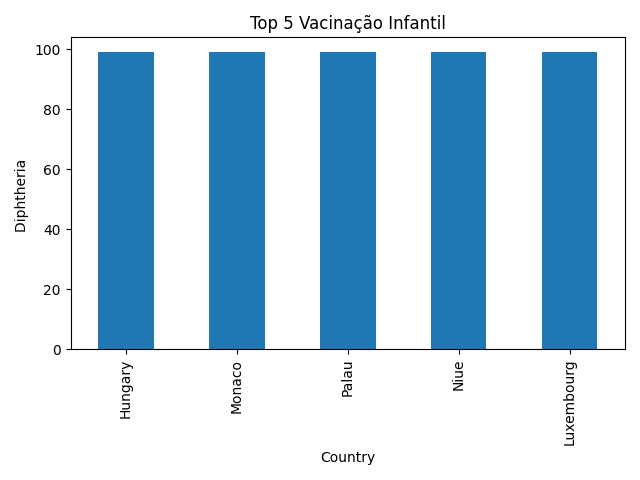 Top 5 Vacinação Infantil
Diphtheria
100
80
60
40
20
0
Hungary
Monaco
Palau
Niue
Luxembourg
Country